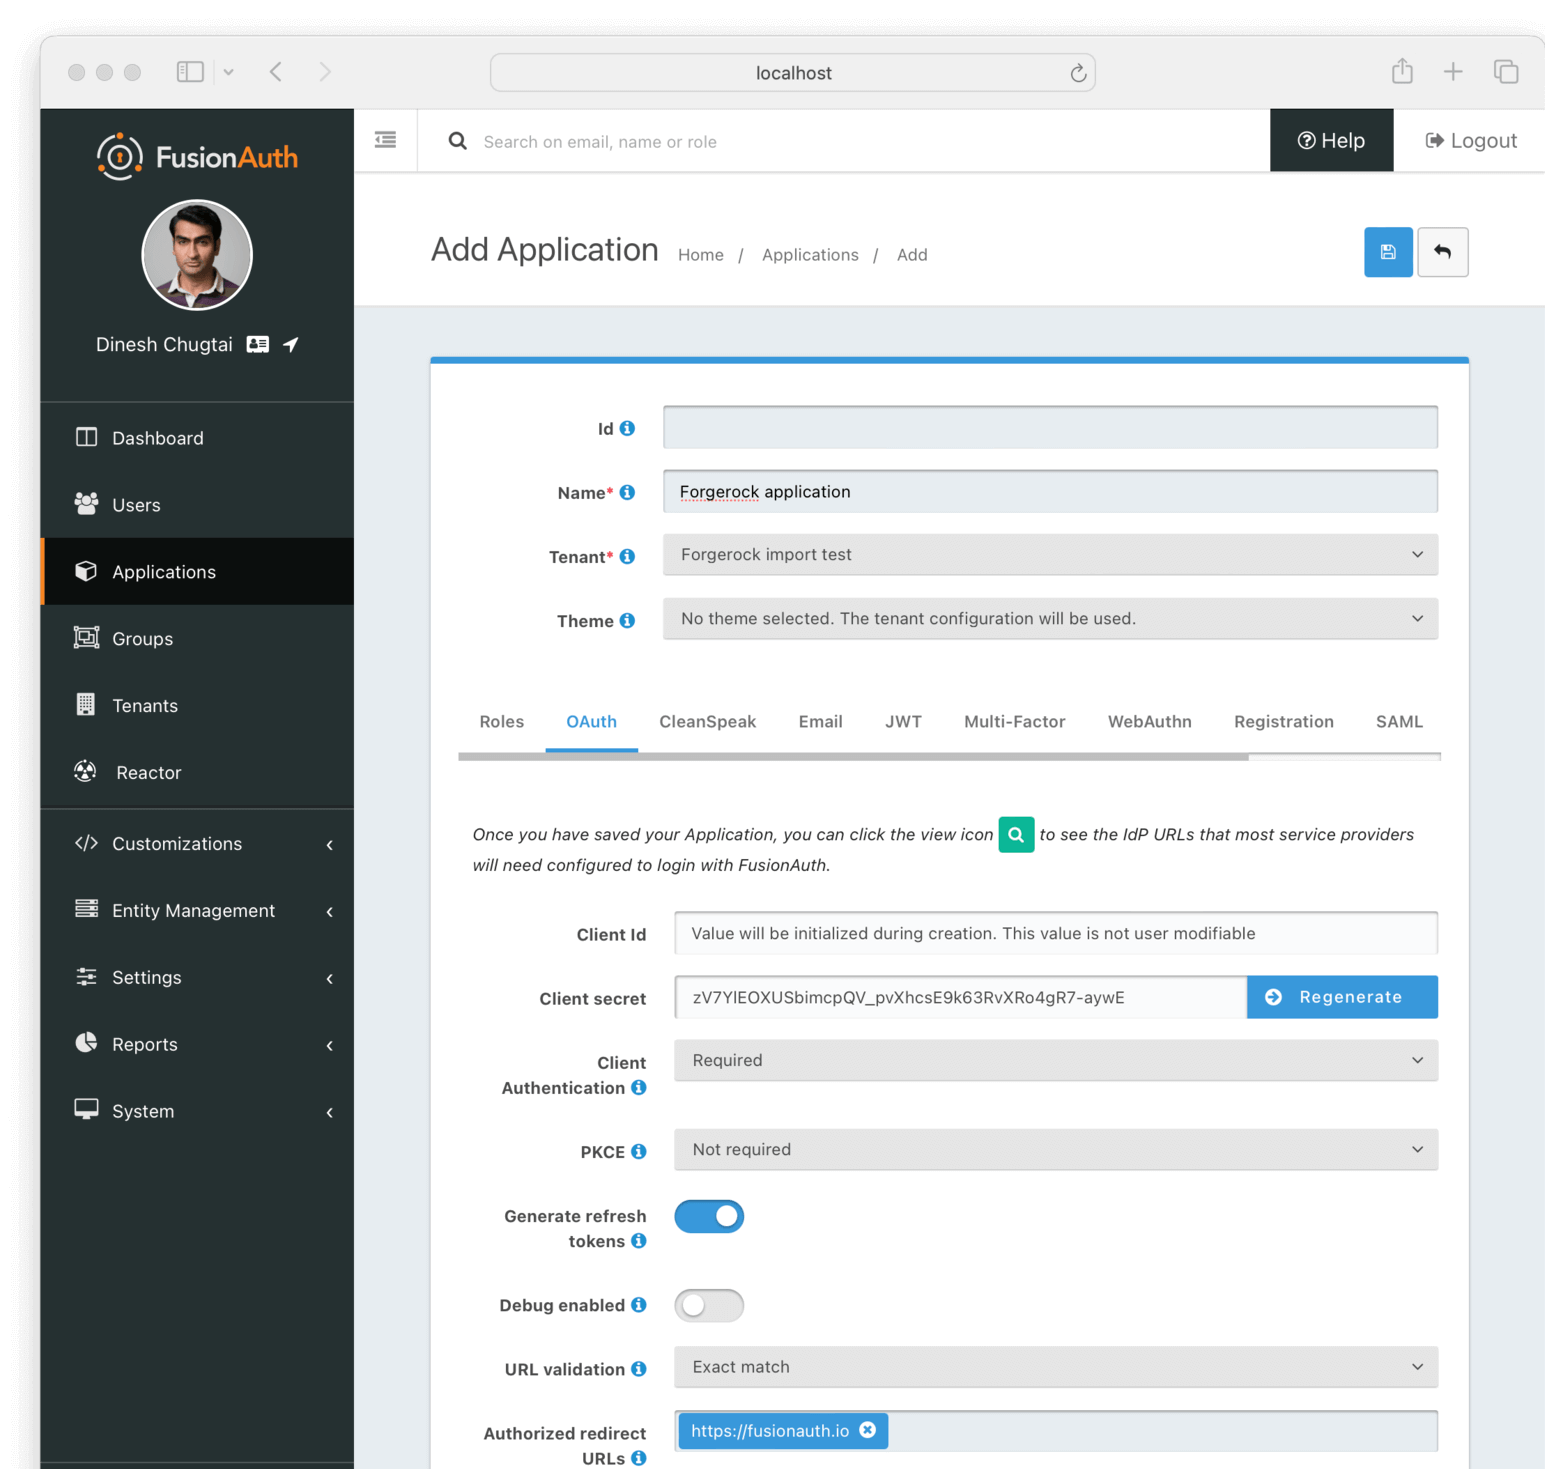 localhost
FusionAuth
Search on email, name or role
Help
Logout
Add Application
Home / Applications / Add
Dinesh Chugtai
Dashboard
Users
Applications
Groups
Tenants
Reactor
Customizations
Entity Management
Settings
Reports
System
Id
Name* Forgerock application
Tenant* Forgerock import test
Theme No theme selected. The tenant configuration will be used.
Roles OAuth CleanSpeak Email JWT Multi-Factor WebAuthn Registration SAML
Once you have saved your Application, you can click the view icon to see the IdP URLs that most service providers
will need configured to login with FusionAuth.
Client Id Value will be initialized during creation. This value is not user modifiable
Client secret zV7YIEOXUSbimcpQV_pvXhcsE9k63RvXRo4gR7-aywE Regenerate
Client
Authentication
Required
PKCE Not required
Generate refresh
tokens
Debug enabled
URL validation Exact match
Authorized redirect
URLs
https://fusionauth.io